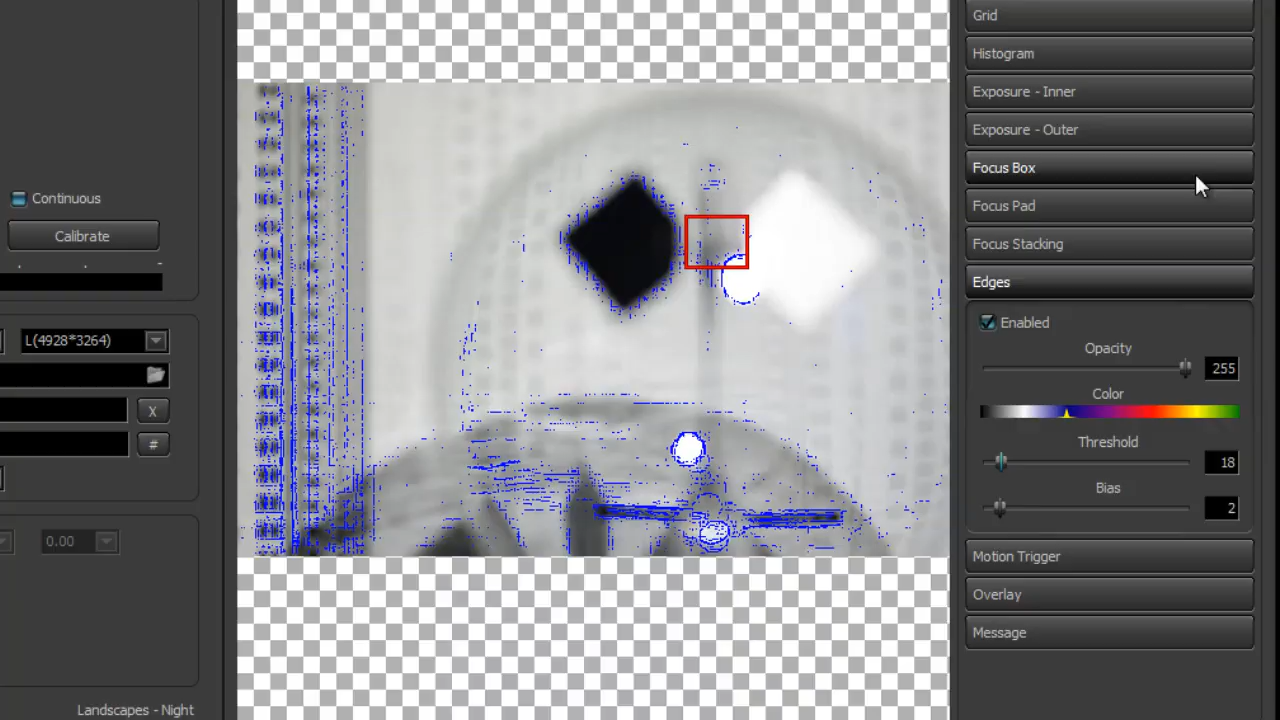 Continuous
Calibrate
L(4928*3264)
X
#
0.00
Landscapes - Night
Grid
Histogram
Exposure - Inner
Exposure - Outer
Focus Box
Focus Pad
Focus Stacking
Edges
Enabled
Opacity
255
Color
Threshold
18
Bias
2
Motion Trigger
Overlay
Message